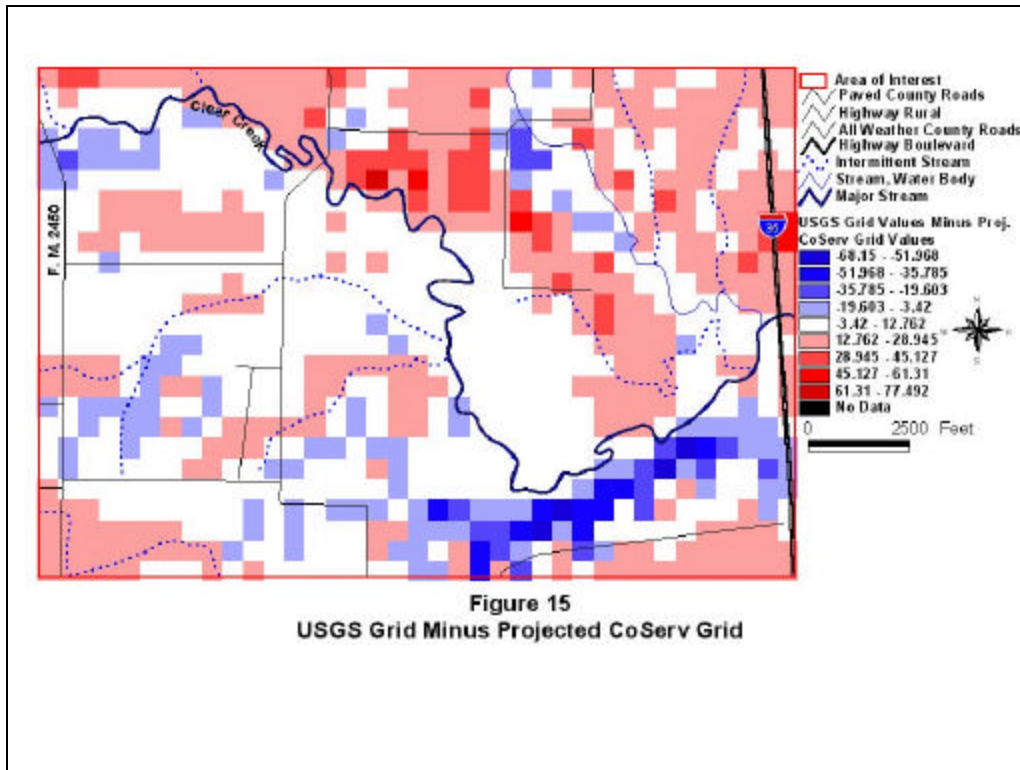 Clear Creek
F. M. 2450
35
Area of Interest
Paved County Roads
Highway Rural
All Weather County Roads
Highway Boulevard
Intermittent Stream
Stream, Water Body
Major Stream
USGS Grid Values Minus Proj.
CoServ Grid Values
-68.15 - -51.968
-51.968 - -35.785
-35.785 - -19.603
-19.603 - -3.42
-3.42 - 12.762
12.762 - 28.945
28.945 - 45.127
45.127 - 61.31
61.31 - 77.492
No Data
0 2500 Feet
Figure 15
USGS Grid Minus Projected CoServ Grid